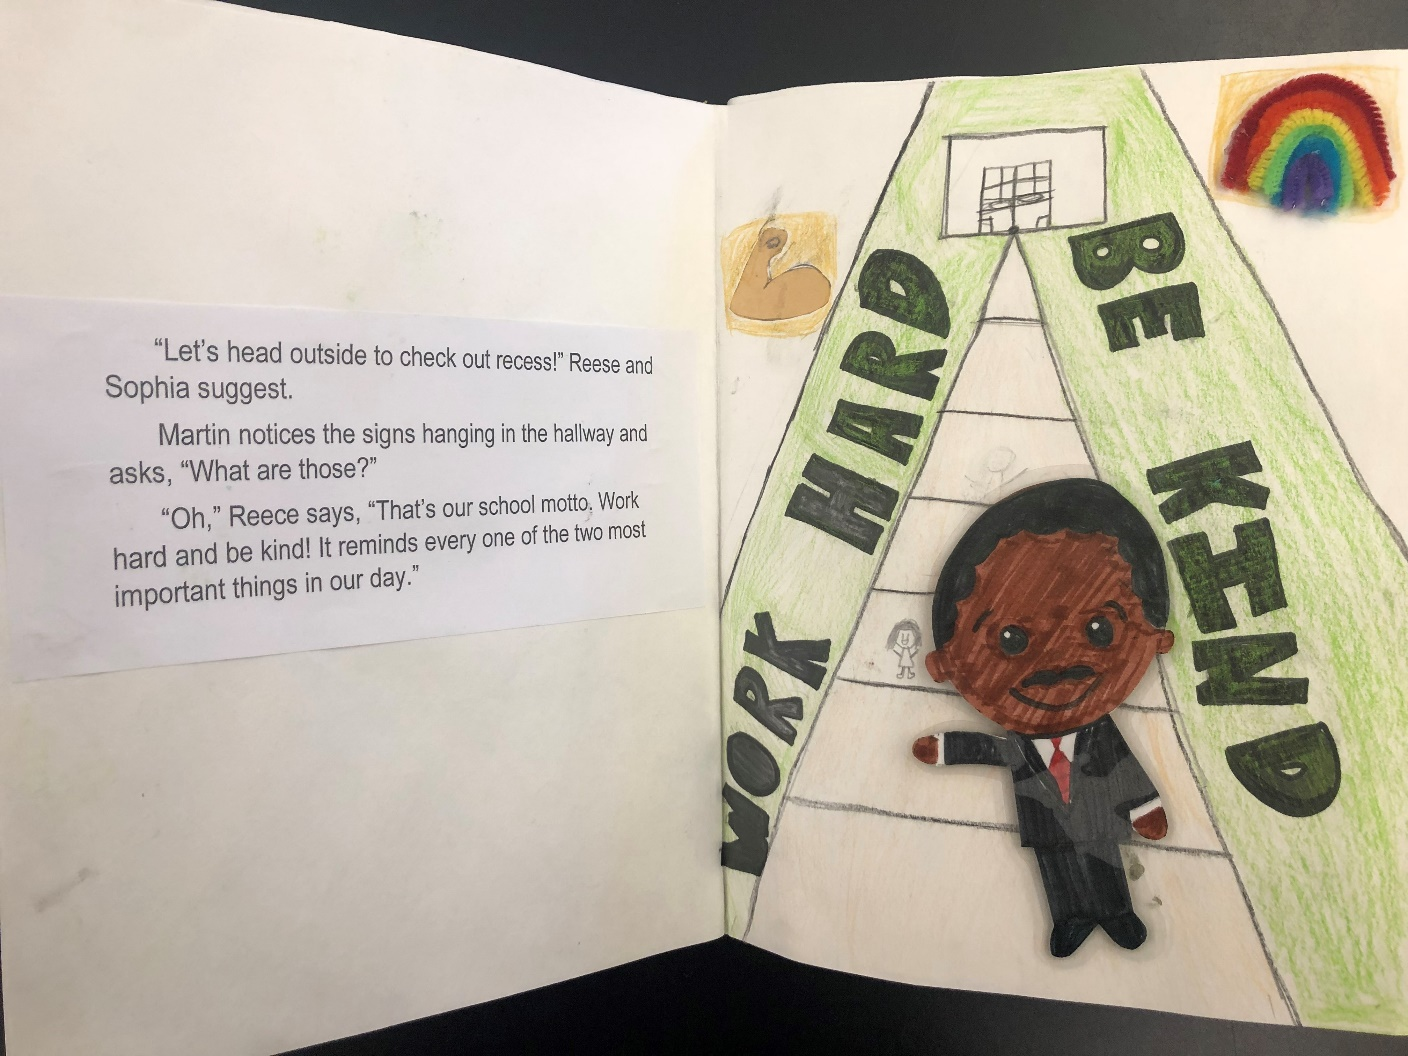 “Let’s head outside to check out recess!” Reese and
Sophia suggest.
Martin notices the signs hanging in the hallway and
asks, “What are those?”
“Oh,” Reece says, “That’s our school motto. Work
hard and be kind! It reminds every one of the two most
important things in our day.”
WORK HARD
BE KIND